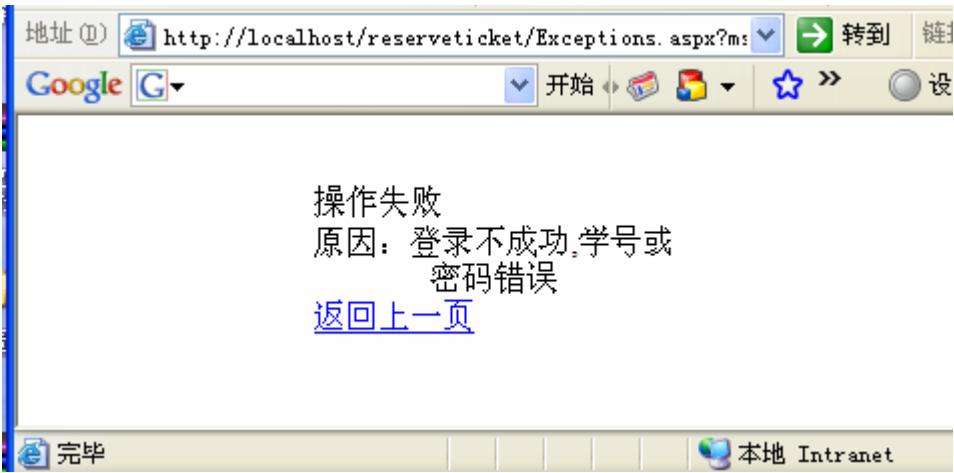 地址(D) http://localhost/reserveticket/Exceptions.aspx?m 转到 链
Google G 开始 » 设
操作失败
原因：登录不成功,学号或
密码错误
返回上一页
完毕 本地 Intranet